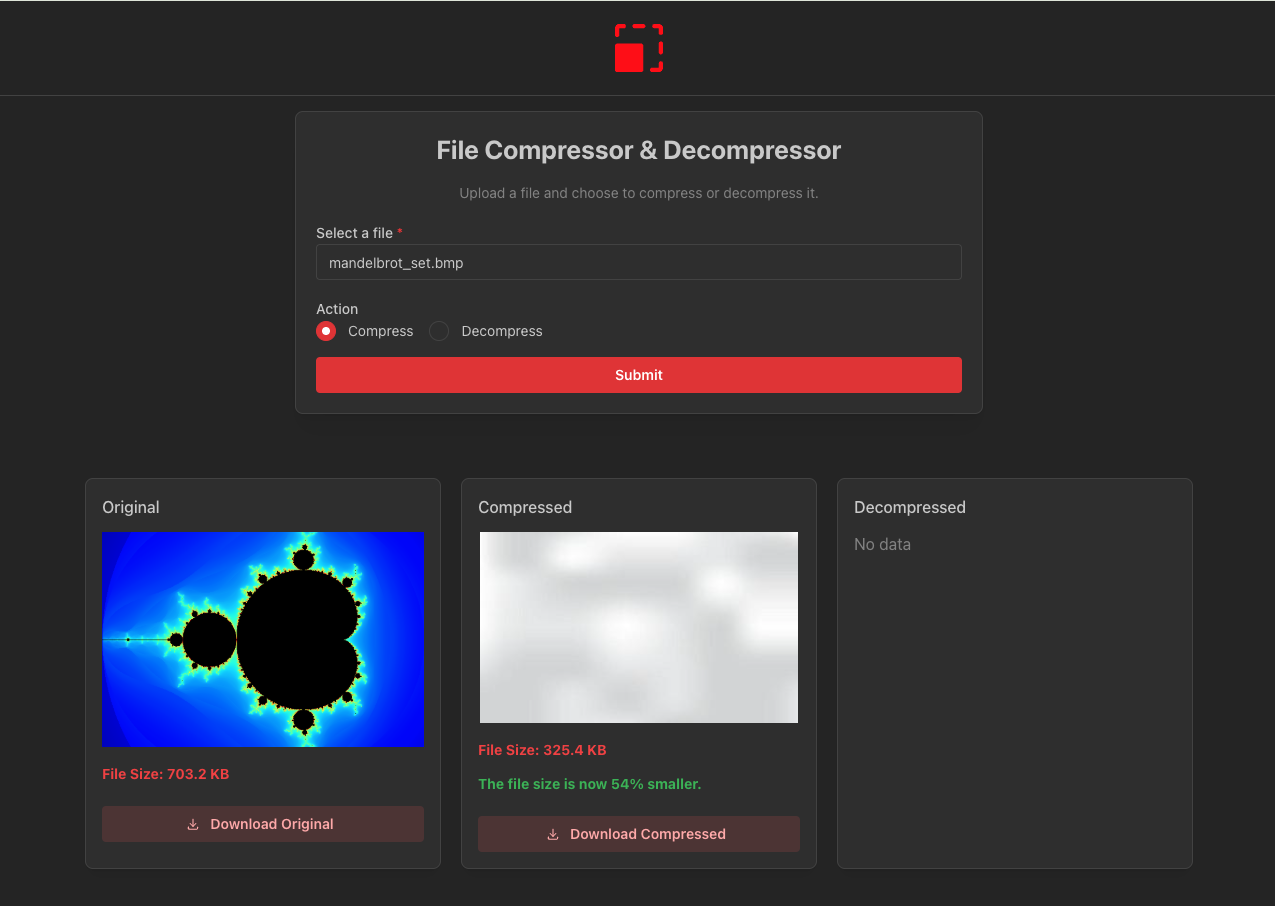 File Compressor & Decompressor
Upload a file and choose to compress or decompress it.
Select a file *
mandelbrot_set.bmp
Action
Compress Decompress
Submit
Original
File Size: 703.2 KB
Download Original
Compressed
File Size: 325.4 KB
The file size is now 54% smaller.
Download Compressed
Decompressed
No data